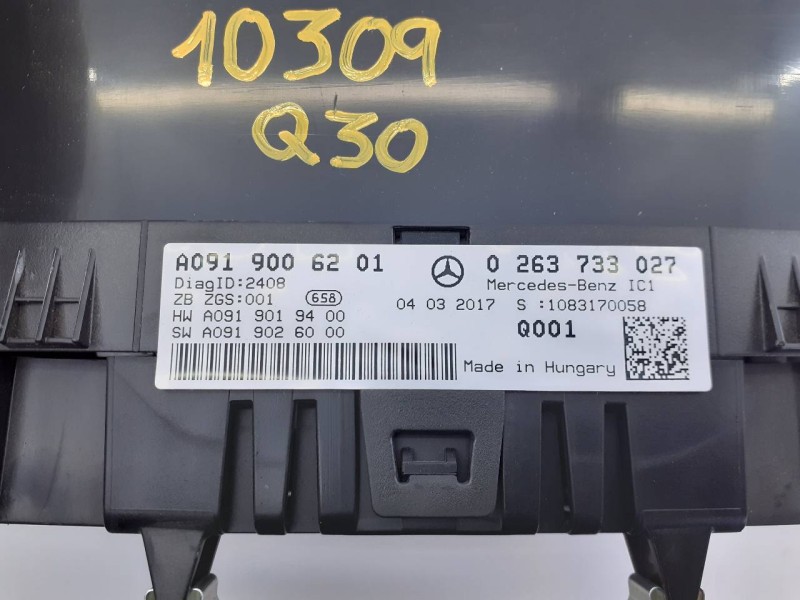 10309
Q30
A091 900 62 01 0 263 733 027
DiagID:2408 Mercedes-Benz IC1
ZB ZGS:001 658 04 03 2017 S :1083170058
HW A091 901 94 00 Q001
SW A091 902 60 00
Made in Hungary